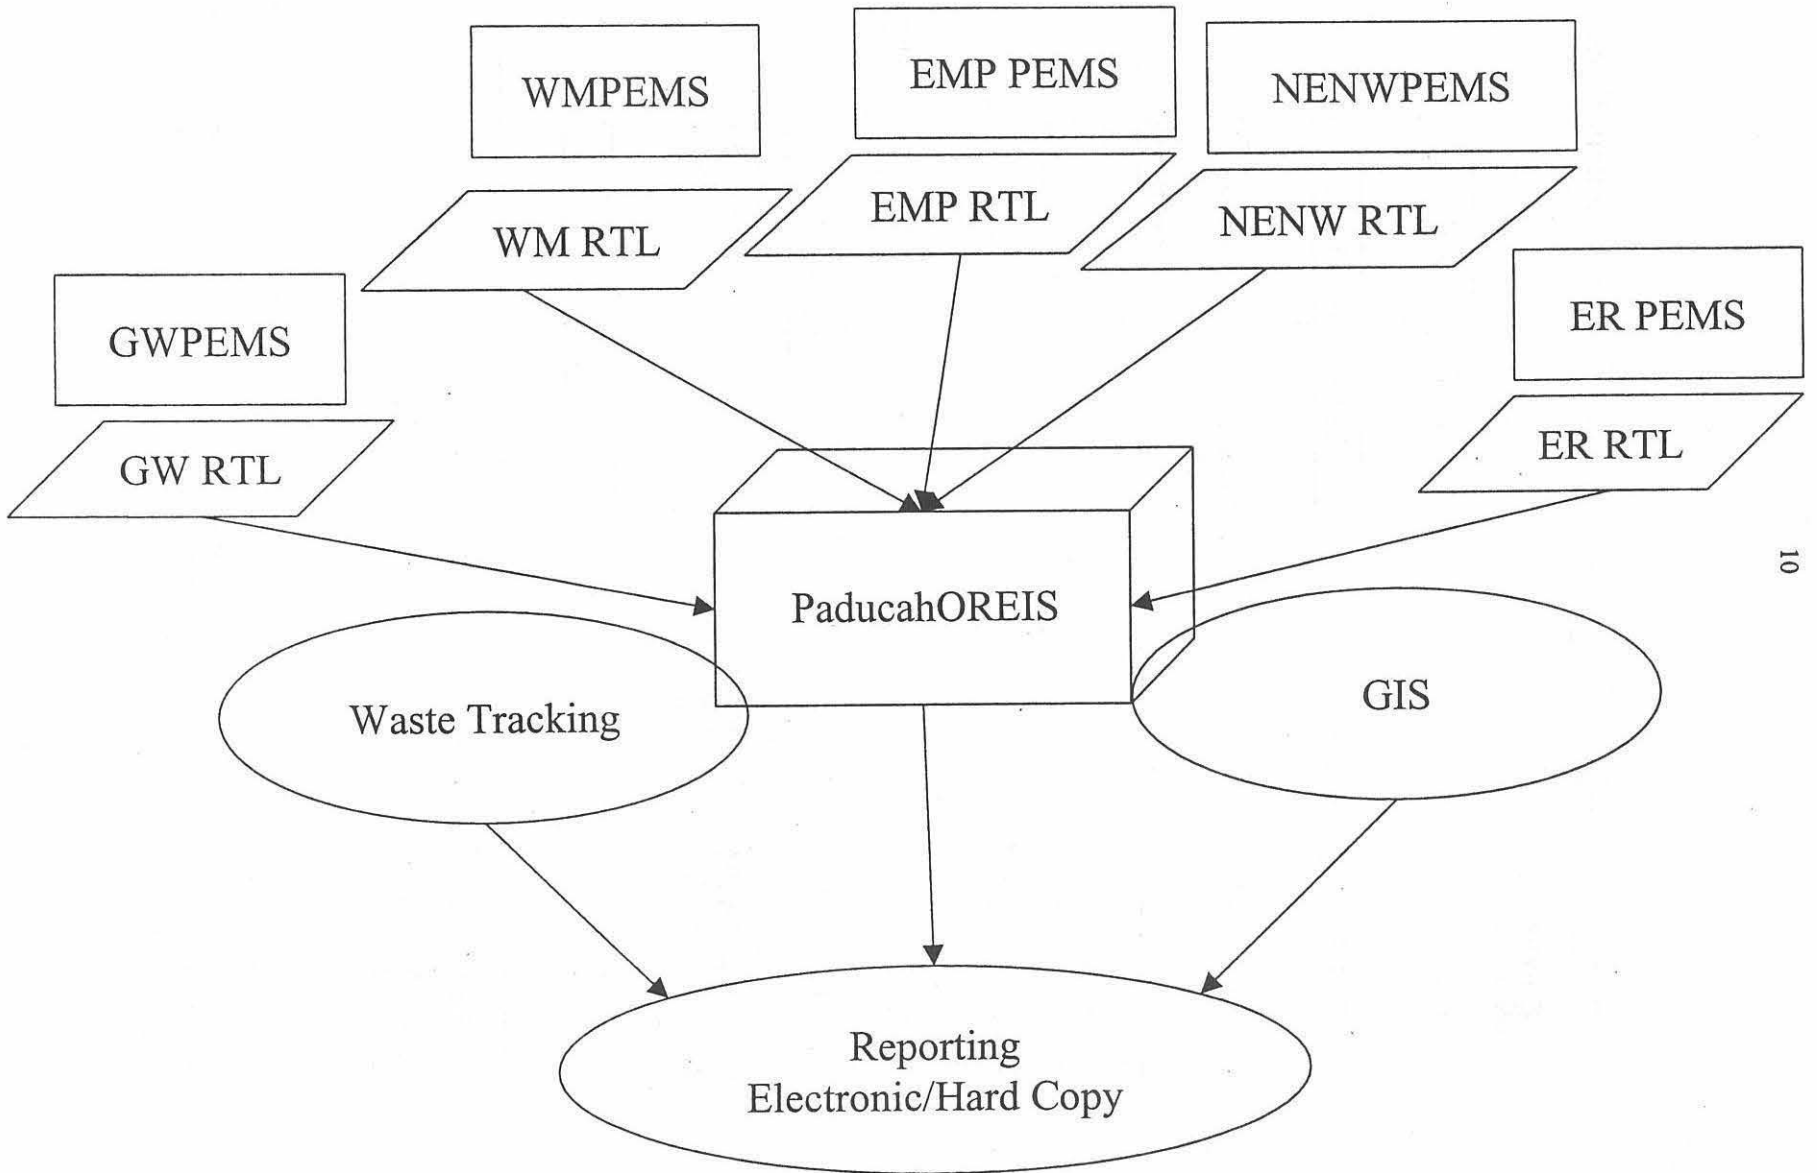 WMPEMS
EMP PEMS
NENWPEMS
WM RTL
EMP RTL
NENW RTL
GWPEMS
ER PEMS
GW RTL
ER RTL
10
PaducahOREIS
Waste Tracking
GIS
Reporting
Electronic/Hard Copy